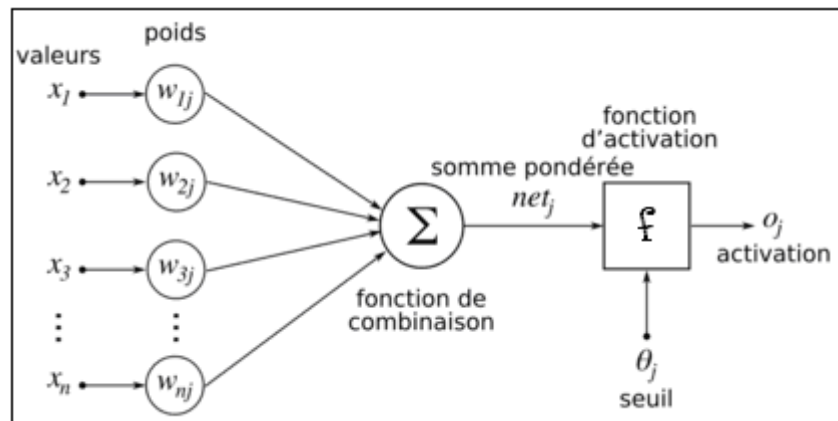 poids
valeurs
x₁
w₁ⱼ
fonction
d'activation
x₂
w₂ⱼ
somme pondérée
netⱼ
Σ
f
oⱼ
activation
x₃
w₃ⱼ
fonction de
combinaison
⋮ ⋮
xₙ
wₙⱼ
θⱼ
seuil